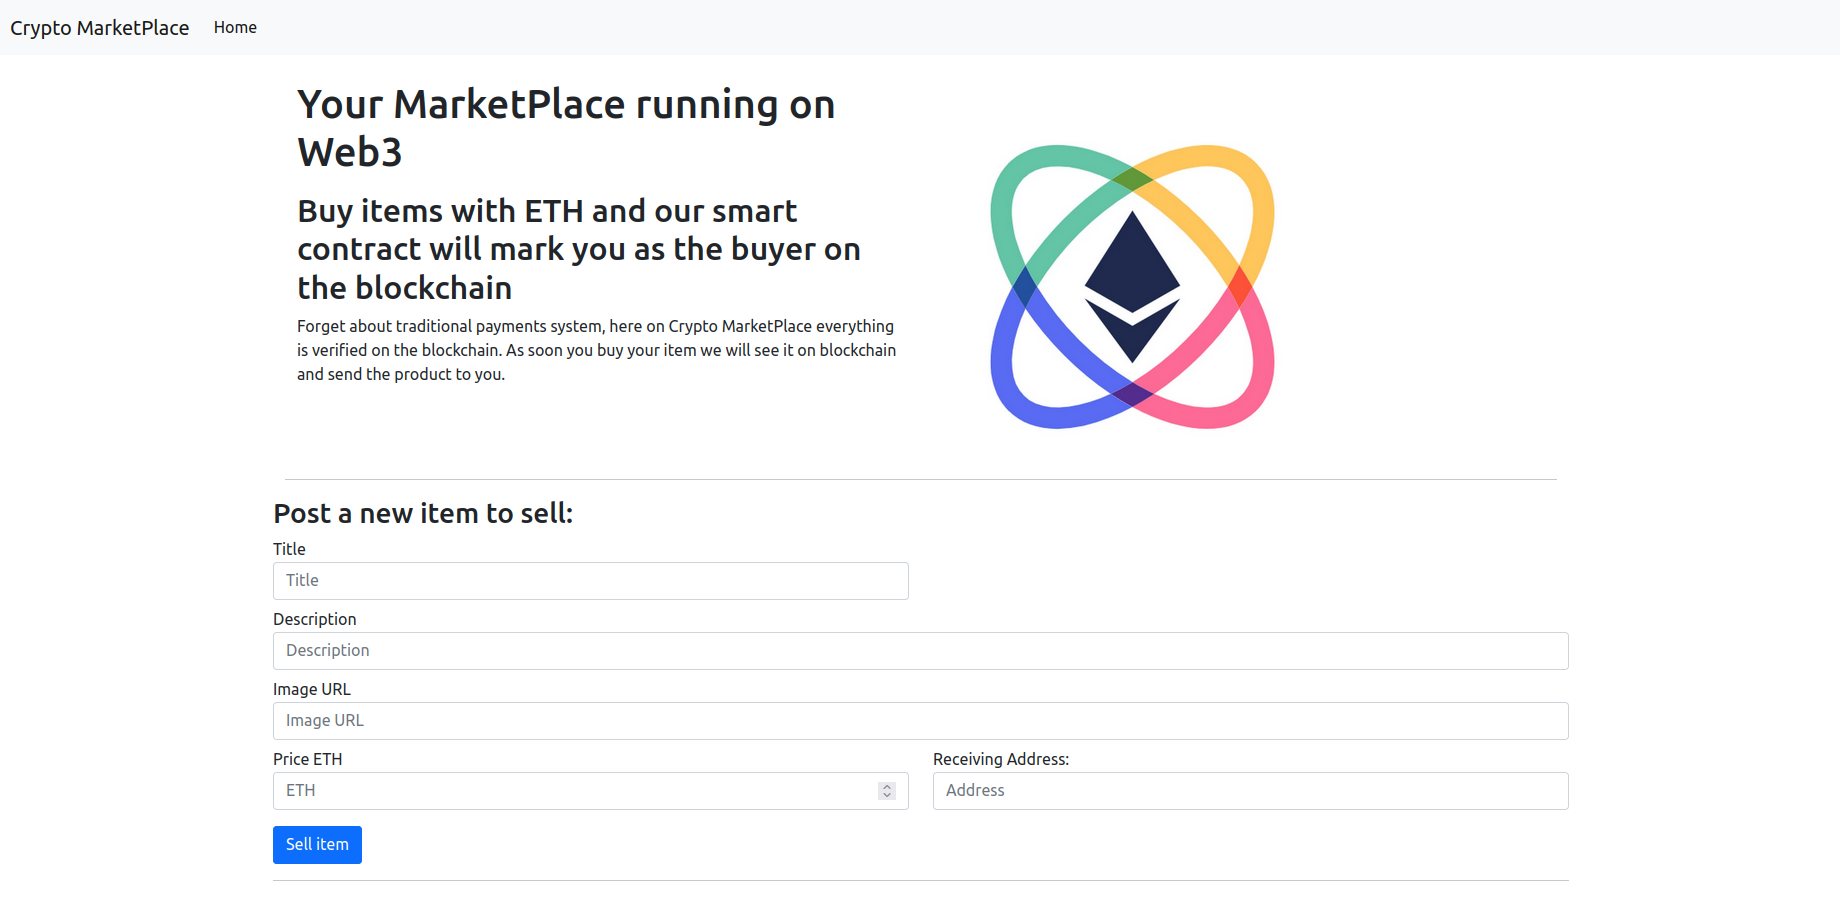 Crypto MarketPlace Home
Your MarketPlace running on
Web3
Buy items with ETH and our smart
contract will mark you as the buyer on
the blockchain
Forget about traditional payments system, here on Crypto MarketPlace everything
is verified on the blockchain. As soon you buy your item we will see it on blockchain
and send the product to you.
Post a new item to sell:
Title
Title
Description
Description
Image URL
Image URL
Price ETH Receiving Address:
ETH Address
Sell item